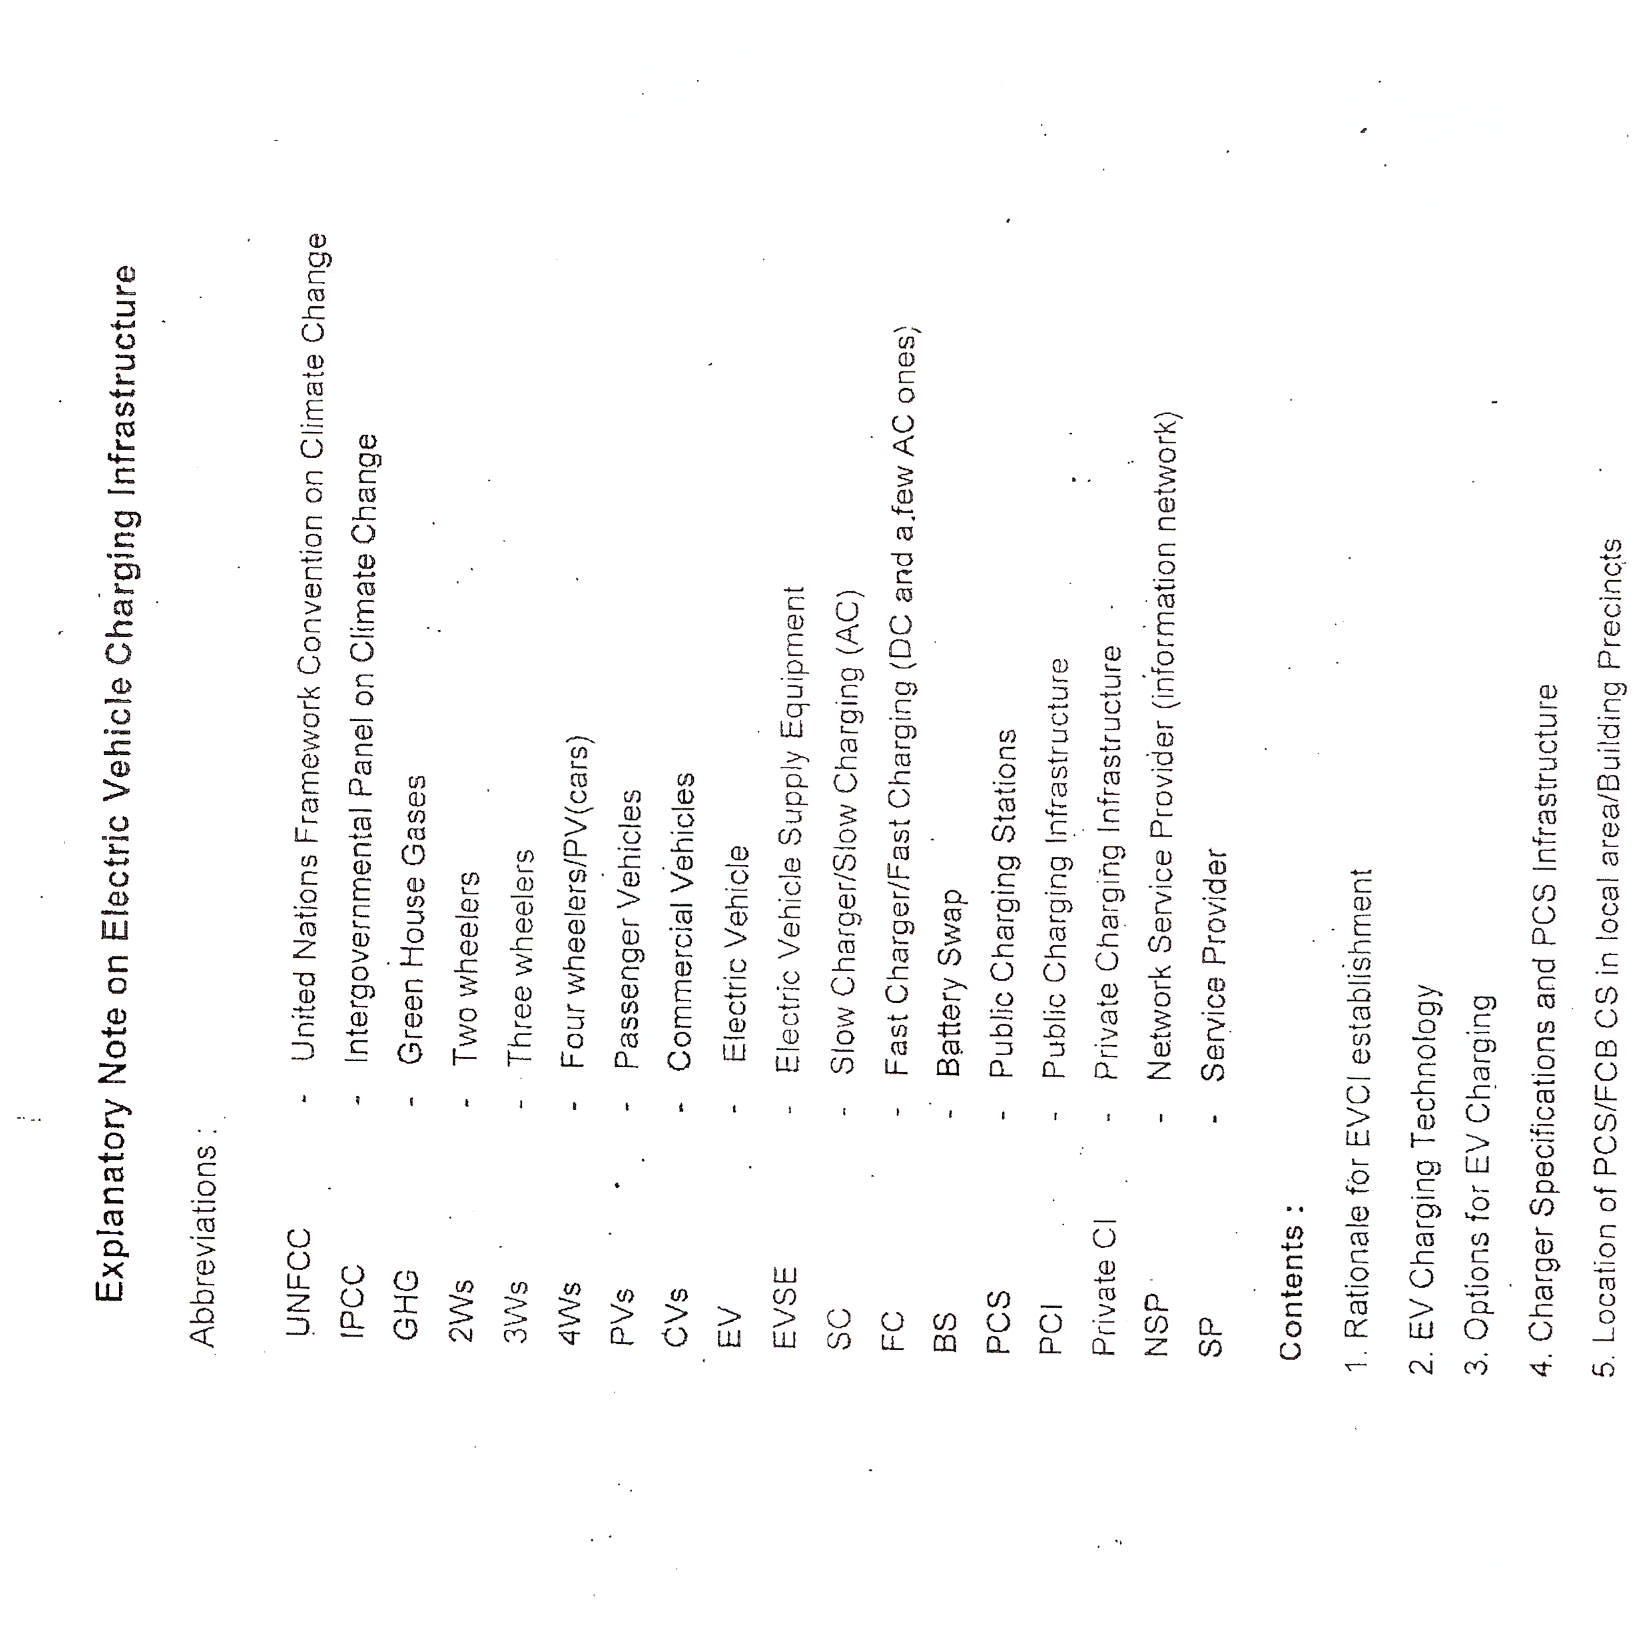 Explanatory Note on Electric Vehicle Charging Infrastructure
Abbreviations :
UNFCC - United Nations Framework Convention on Climate Change
IPCC - Intergovernmental Panel on Climate Change
GHG - Green House Gases
2Ws - Two wheelers
3Ws - Three wheelers
4Ws - Four wheelers/PV(cars)
PVs - Passenger Vehicles
CVs - Commercial Vehicles
EV - Electric Vehicle
EVSE - Electric Vehicle Supply Equipment
SC - Slow Charger/Slow Charging (AC)
FC - Fast Charger/Fast Charging (DC and a few AC ones)
BS - Battery Swap
PCS - Public Charging Stations
PCI - Public Charging Infrastructure
Private CI - Private Charging Infrastructure
NSP - Network Service Provider (information network)
SP - Service Provider
Contents :
1. Rationale for EVCI establishment
2. EV Charging Technology
3. Options for EV Charging
4. Charger Specifications and PCS Infrastructure
5. Location of PCS/FCB CS in local area/Building Precincts